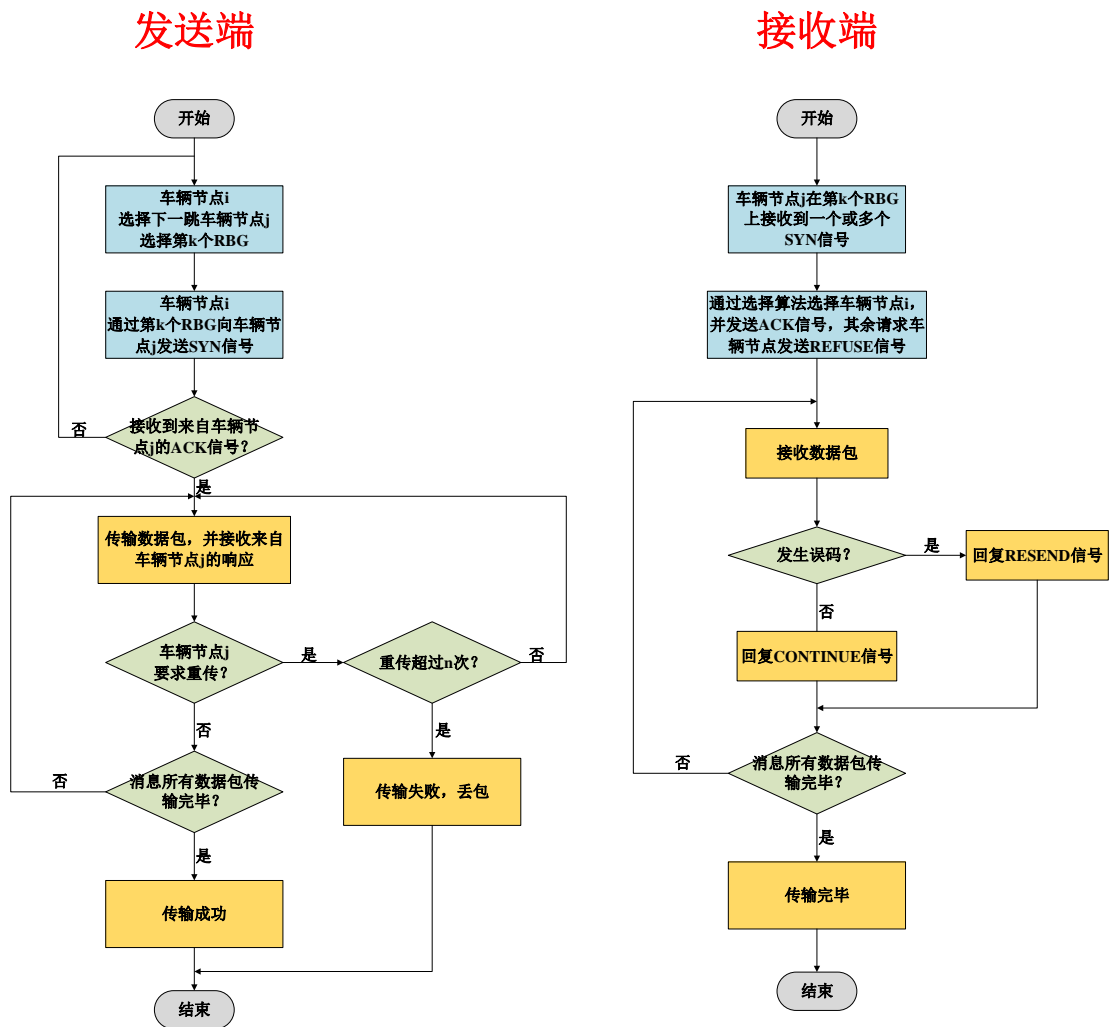 发送端
开始
车辆节点i
选择下一跳车辆节点j
选择第k个RBG
车辆节点i
通过第k个RBG向车辆节
点j发送SYN信号
接收到来自车辆节
点j的ACK信号？
否
是
传输数据包，并接收来自
车辆节点j的响应
车辆节点j
要求重传？
是
重传超过n次？
否
否
是
消息所有数据包传
输完毕？
否
传输失败，丢包
是
传输成功
结束
接收端
开始
车辆节点j在第k个RBG
上接收到一个或多个
SYN信号
通过选择算法选择车辆节点i，
并发送ACK信号，其余请求车
辆节点发送REFUSE信号
接收数据包
发生误码？
是
回复RESEND信号
否
回复CONTINUE信号
消息所有数据包传
输完毕？
否
是
传输完毕
结束